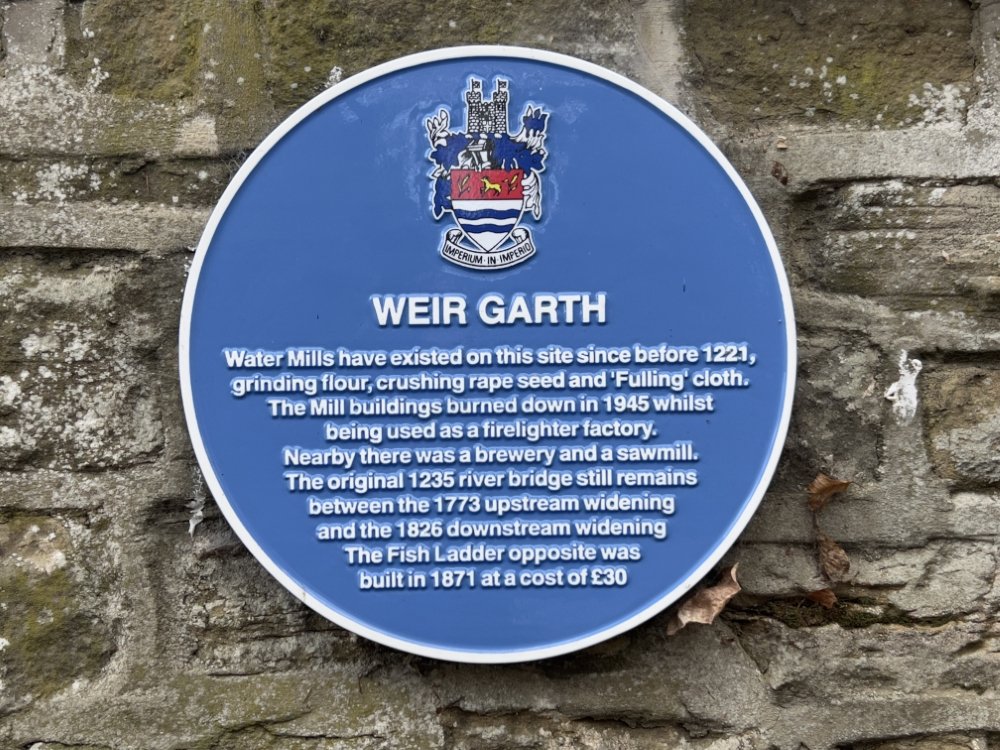 IMPERIUM · IN · IMPERIO
WEIR GARTH
Water Mills have existed on this site since before 1221,
grinding flour, crushing rape seed and 'Fulling' cloth.
The Mill buildings burned down in 1945 whilst
being used as a firelighter factory.
Nearby there was a brewery and a sawmill.
The original 1235 river bridge still remains
between the 1773 upstream widening
and the 1826 downstream widening
The Fish Ladder opposite was
built in 1871 at a cost of £30